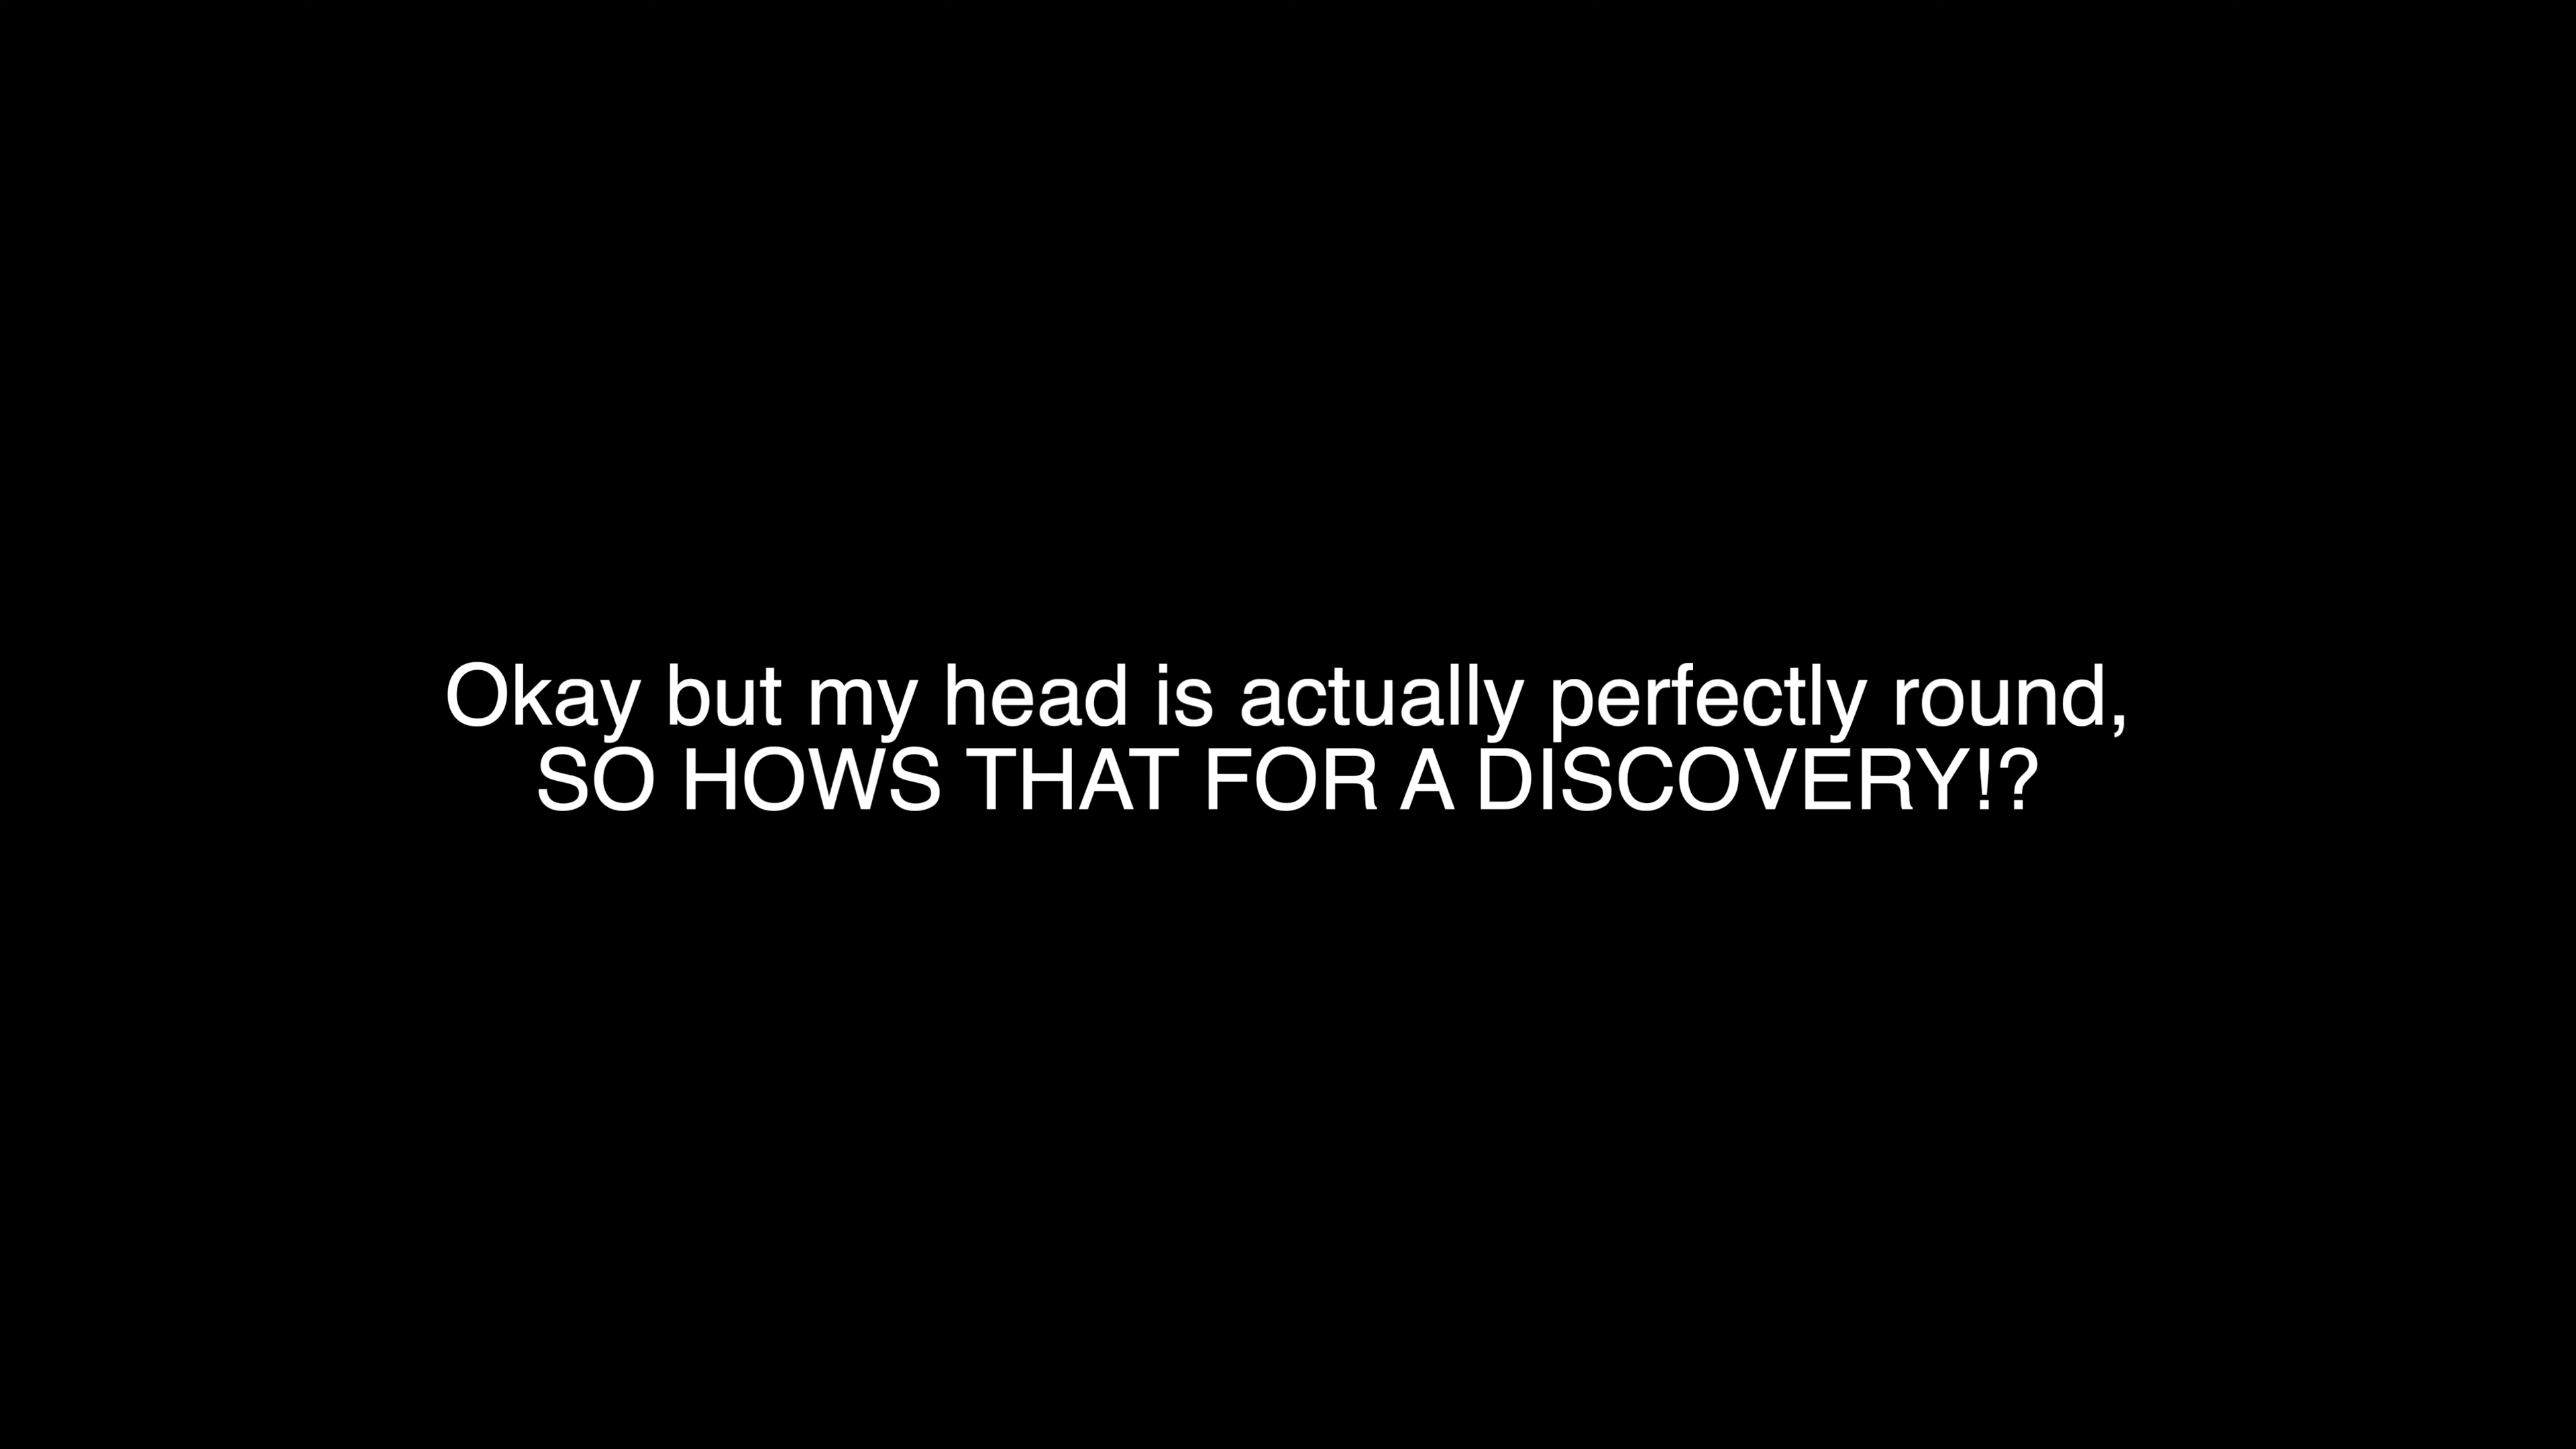 Okay but my head is actually perfectly round,
SO HOWS THAT FOR A DISCOVERY!?